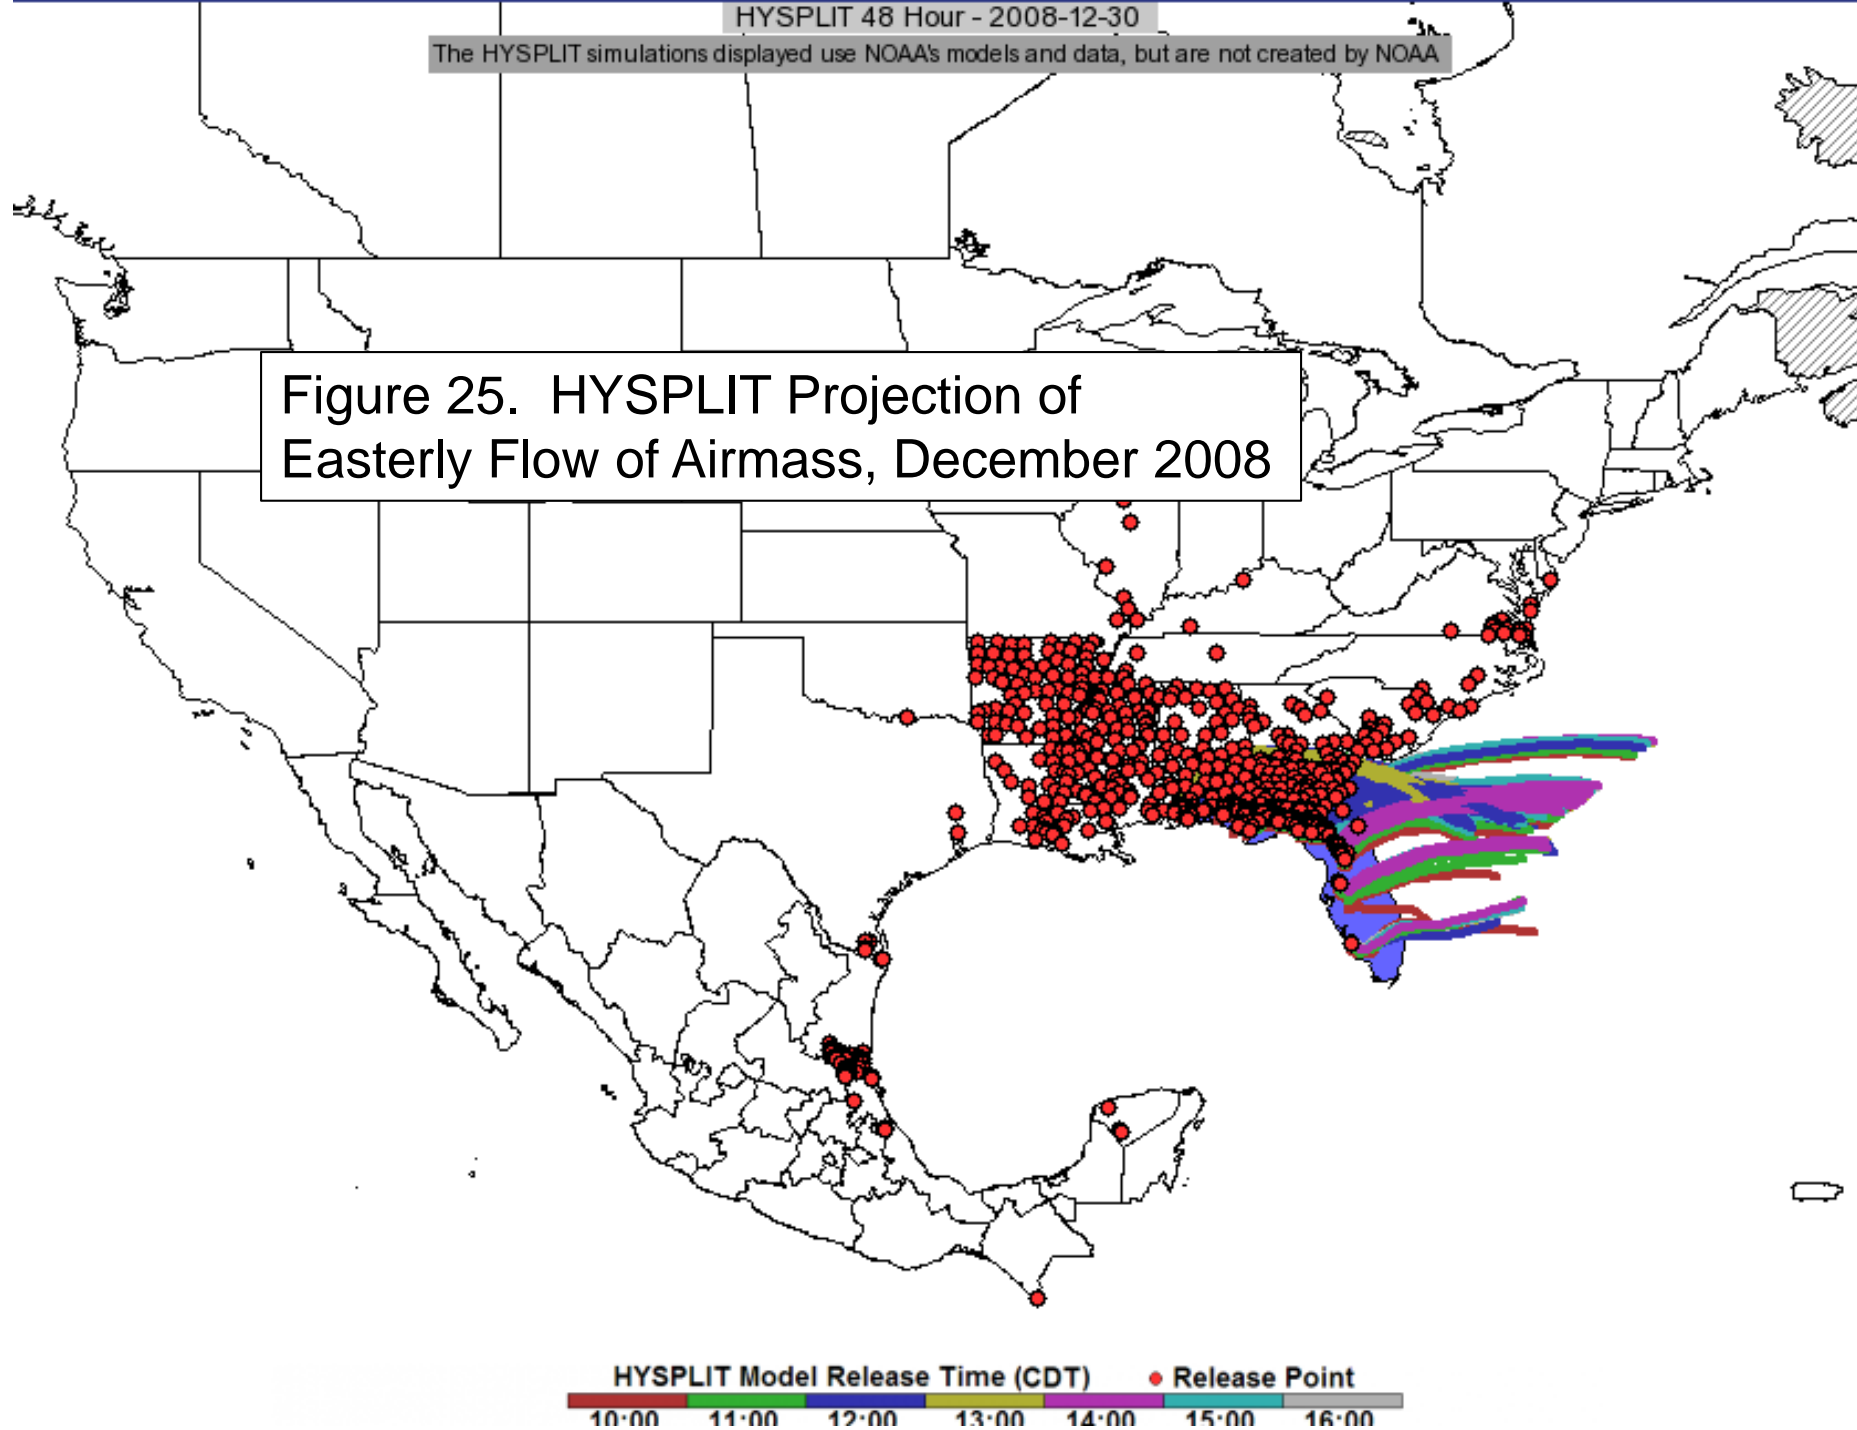 HYSPLIT 48 Hour - 2008-12-30
The HYSPLIT simulations displayed use NOAA's models and data, but are not created by NOAA
Figure 25. HYSPLIT Projection of
Easterly Flow of Airmass, December 2008
HYSPLIT Model Release Time (CDT) Release Point
10:00 11:00 12:00 13:00 14:00 15:00 16:00